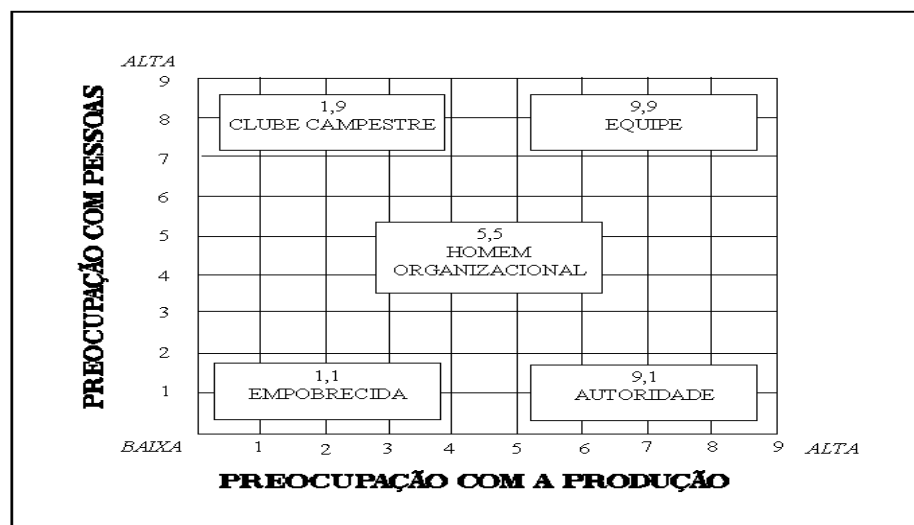 ALTA
PREOCUPAÇÃO COM PESSOAS
9
8
7
6
5
4
3
2
1
1,9
CLUBE CAMPESTRE
9,9
EQUIPE
5,5
HOMEM
ORGANIZACIONAL
1,1
EMPOBRECIDA
9,1
AUTORIDADE
BAIXA
1 2 3 4 5 6 7 8 9
ALTA
PREOCUPAÇÃO COM A PRODUÇÃO